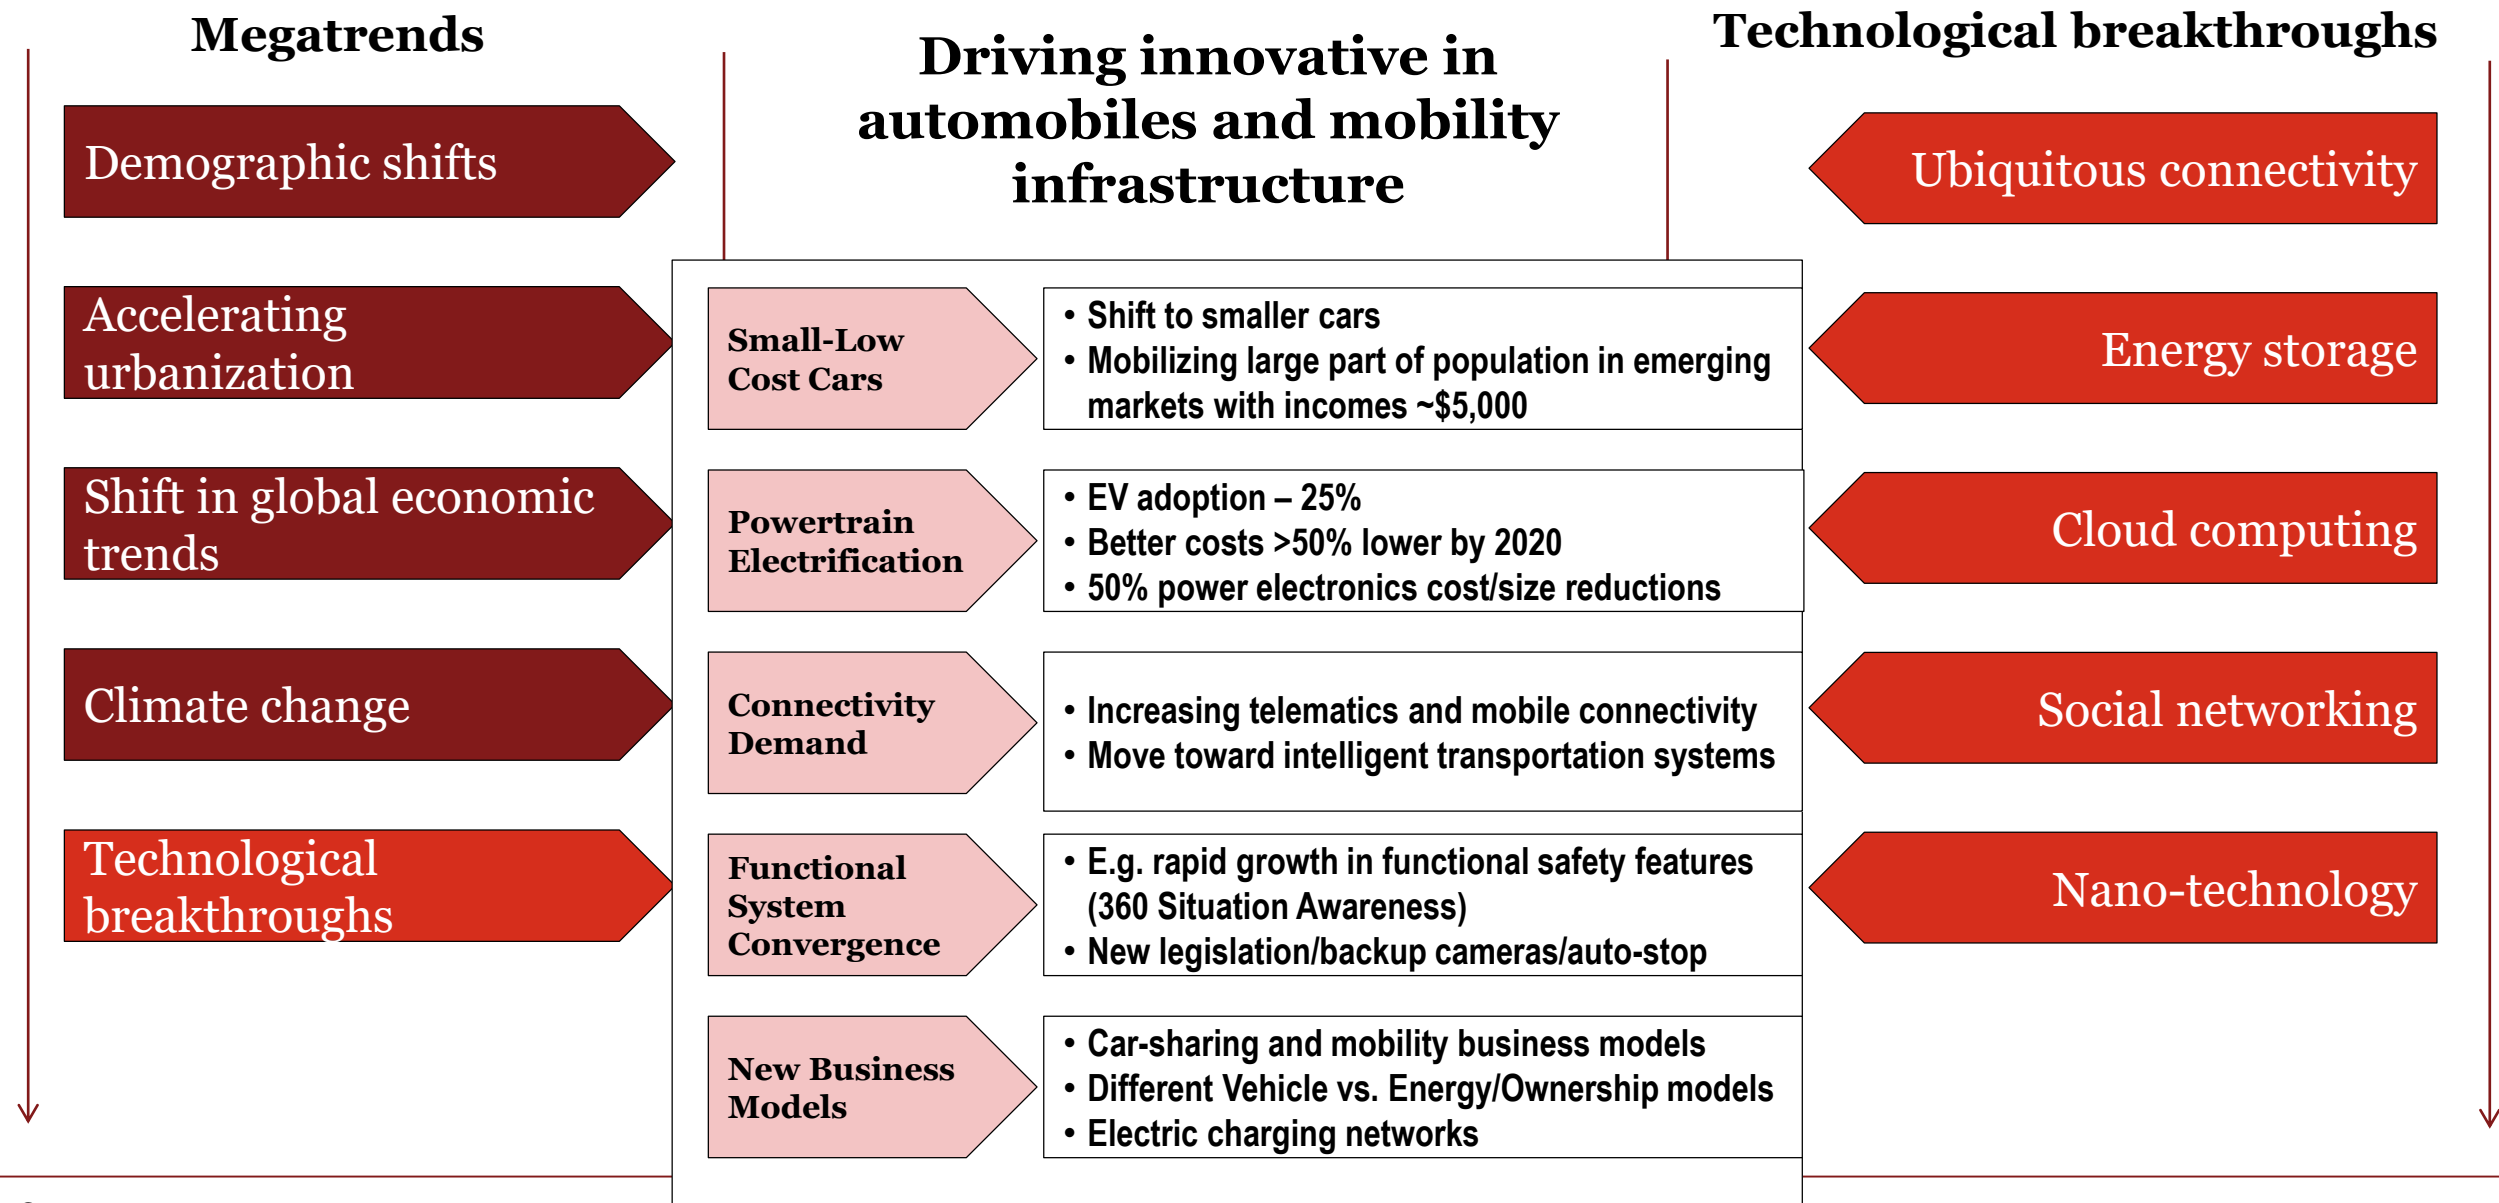 Megatrends
Demographic shifts
Accelerating
urbanization
Shift in global economic
trends
Climate change
Technological
breakthroughs
Driving innovative in
automobiles and mobility
infrastructure
Small-Low
Cost Cars
• Shift to smaller cars
• Mobilizing large part of population in emerging
markets with incomes ~$5,000
Powertrain
Electrification
• EV adoption – 25%
• Better costs >50% lower by 2020
• 50% power electronics cost/size reductions
Connectivity
Demand
• Increasing telematics and mobile connectivity
• Move toward intelligent transportation systems
Functional
System
Convergence
• E.g. rapid growth in functional safety features
(360 Situation Awareness)
• New legislation/backup cameras/auto-stop
New Business
Models
• Car-sharing and mobility business models
• Different Vehicle vs. Energy/Ownership models
• Electric charging networks
Technological breakthroughs
Ubiquitous connectivity
Energy storage
Cloud computing
Social networking
Nano-technology